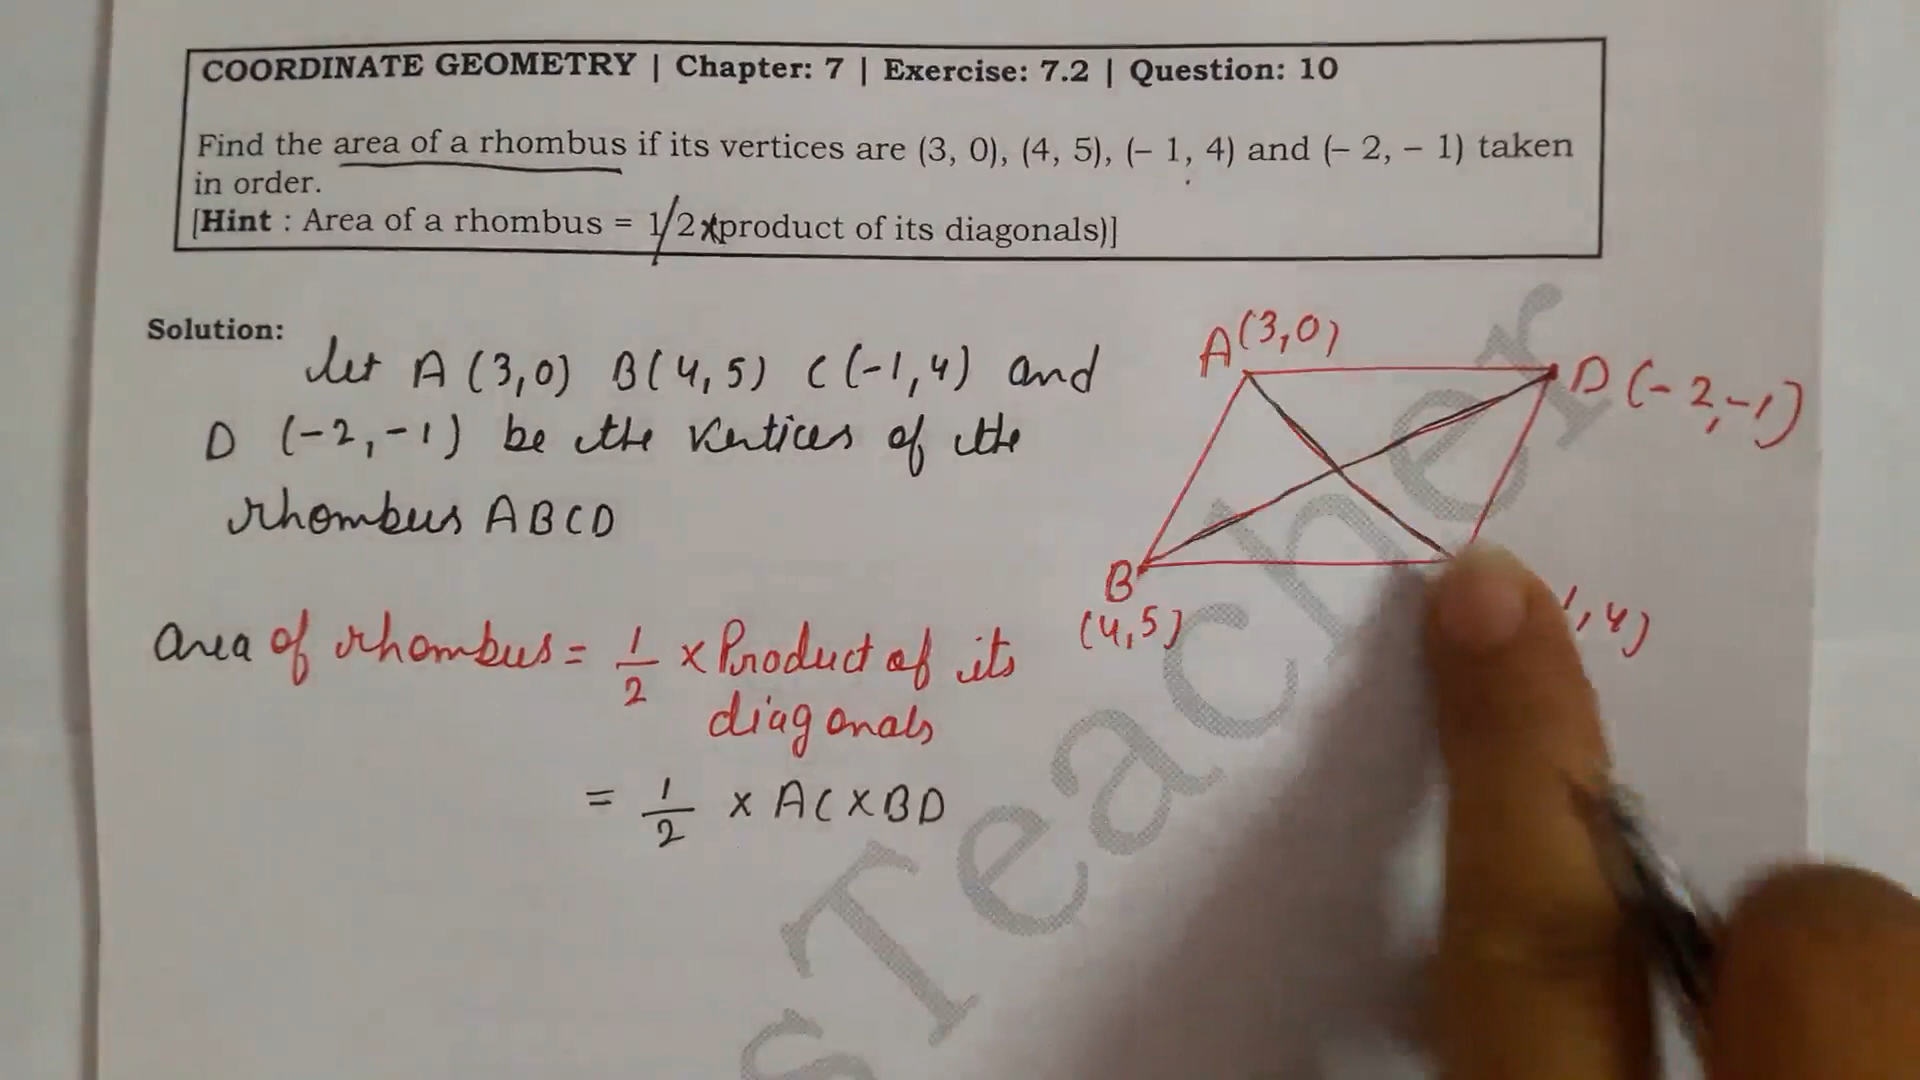 COORDINATE GEOMETRY | Chapter: 7 | Exercise: 7.2 | Question: 10
Find the area of a rhombus if its vertices are (3, 0), (4, 5), (– 1, 4) and (– 2, – 1) taken
in order.
[Hint : Area of a rhombus = 1/2×(product of its diagonals)]
Solution:
let A (3,0) B(4,5) C(-1,4) and
D (-2,-1) be the vertices of the
rhombus ABCD
A(3,0)
D(-2,-1)
B
(4,5)
1,4)
area of rhombus = 1/2 × Product of its
diagonals
= 1/2 × AC×BD
sTeacher